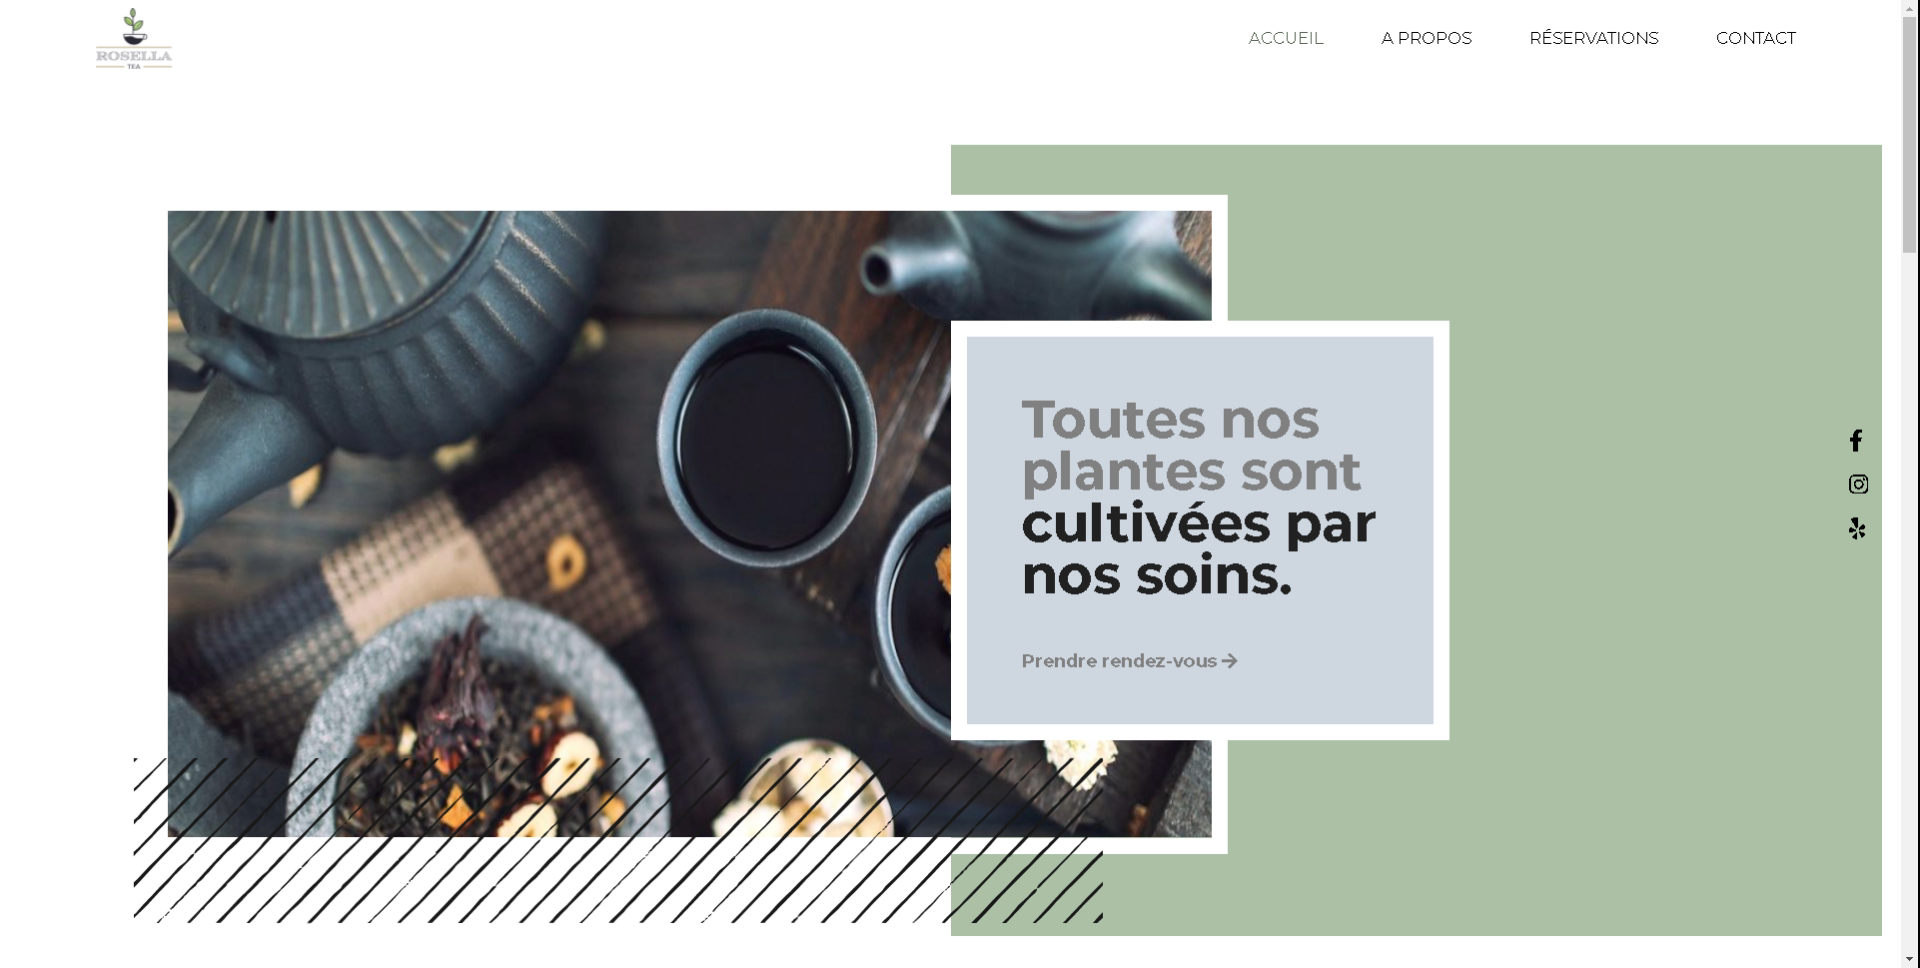 ROSELLA
TEA
ACCUEIL
A PROPOS
RÉSERVATIONS
CONTACT
Toutes nos
plantes sont
cultivées par
nos soins.
Prendre rendez-vous →